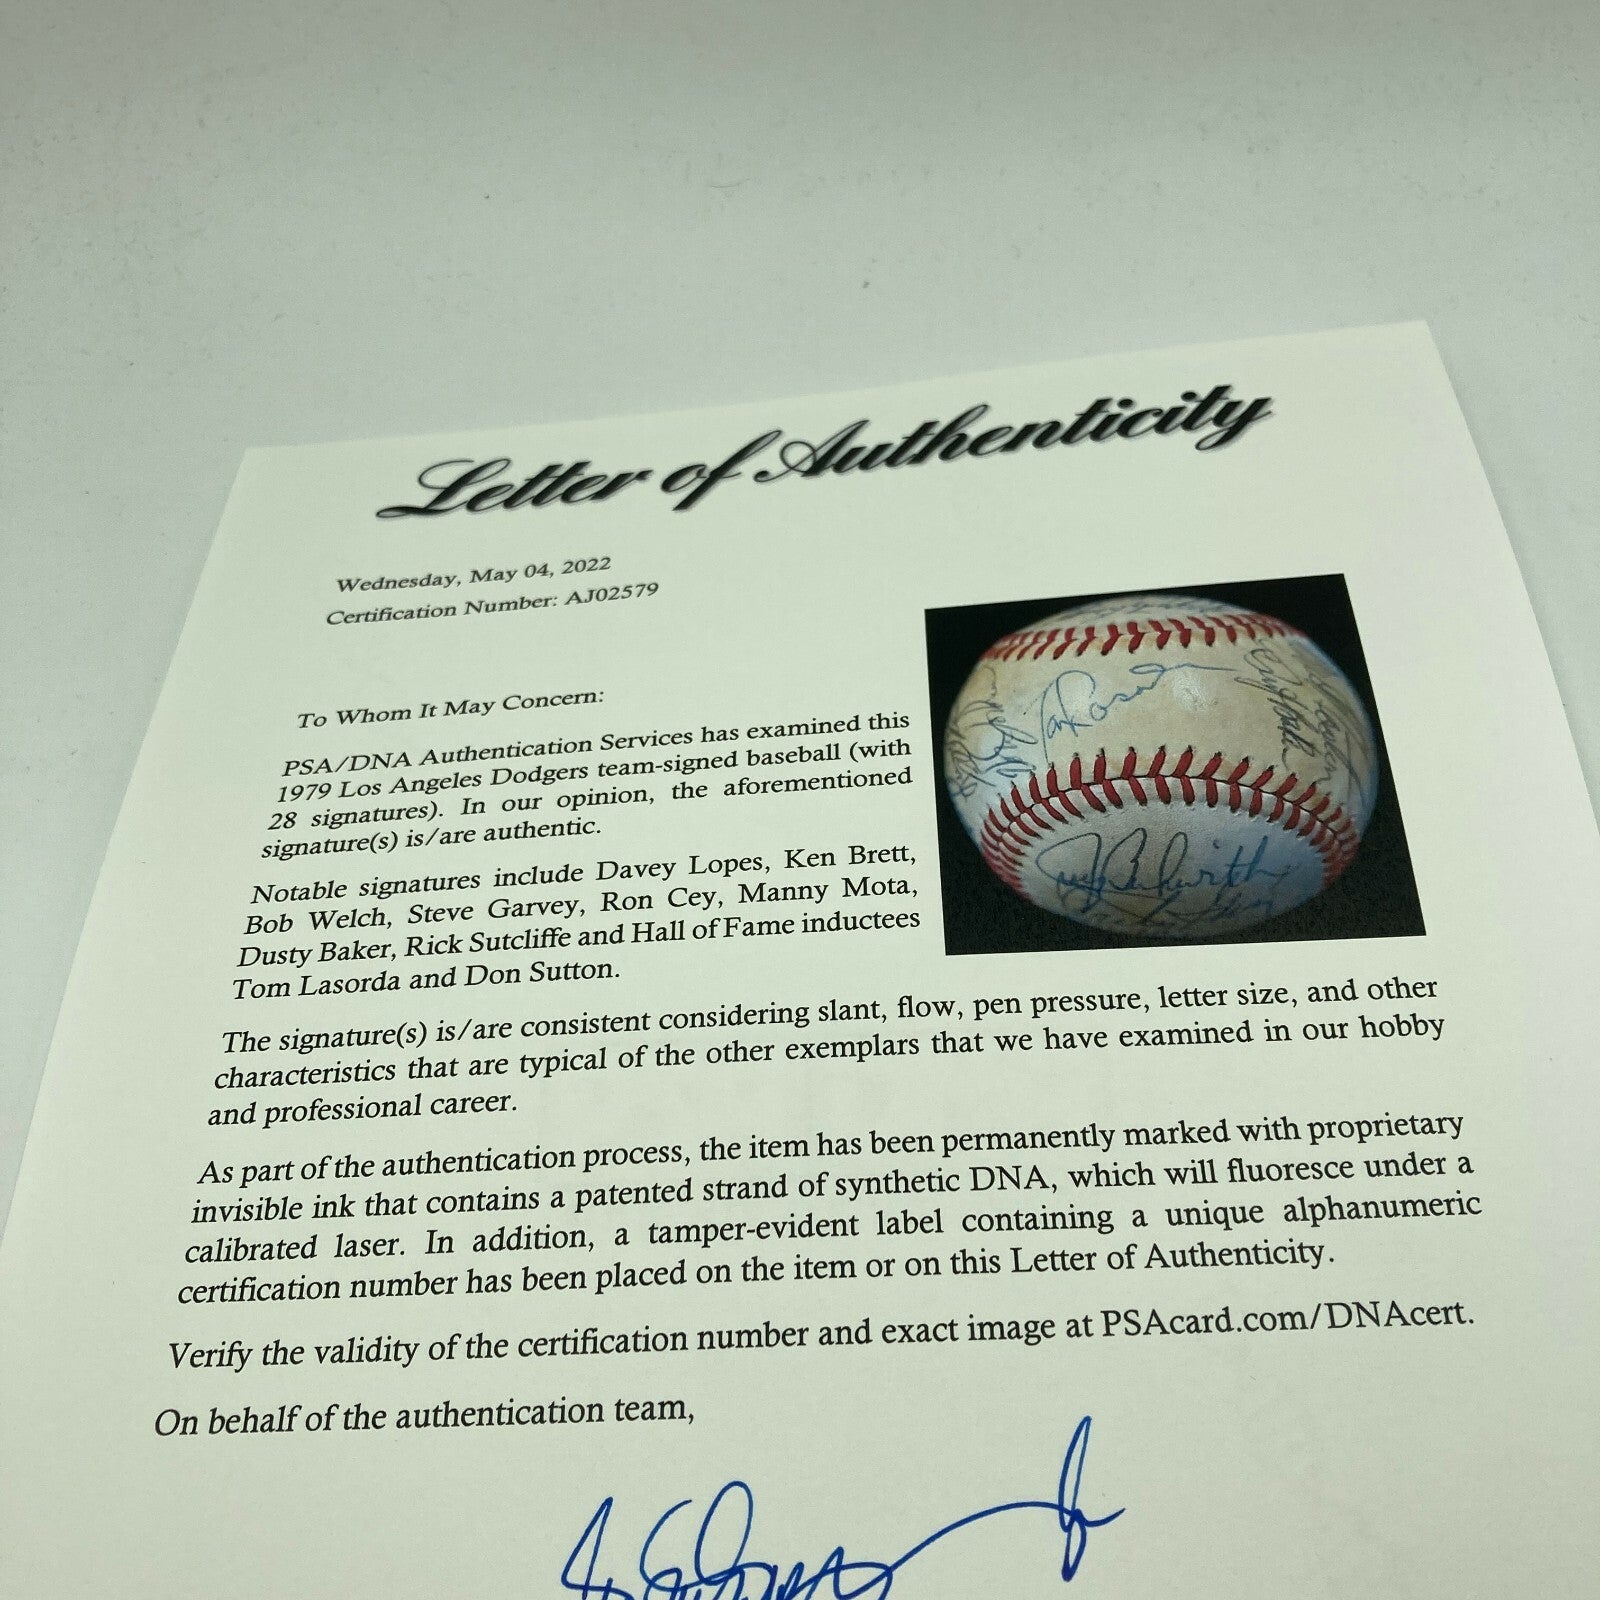 Letter of Authenticity
Wednesday, May 04, 2022
Certification Number: AJ02579
To Whom It May Concern:
PSA/DNA Authentication Services has examined this
1979 Los Angeles Dodgers team-signed baseball (with
28 signatures). In our opinion, the aforementioned
signature(s) is/are authentic.
Notable signatures include Davey Lopes, Ken Brett,
Bob Welch, Steve Garvey, Ron Cey, Manny Mota,
Dusty Baker, Rick Sutcliffe and Hall of Fame inductees
Tom Lasorda and Don Sutton.
Tom Lasorda
The signature(s) is/are consistent considering slant, flow, pen pressure, letter size, and other
characteristics that are typical of the other exemplars that we have examined in our hobby
and professional career.
As part of the authentication process, the item has been permanently marked with proprietary
invisible ink that contains a patented strand of synthetic DNA, which will fluoresce under a
calibrated laser. In addition, a tamper-evident label containing a unique alphanumeric
certification number has been placed on the item or on this Letter of Authenticity.
Verify the validity of the certification number and exact image at PSAcard.com/DNAcert.
On behalf of the authentication team,